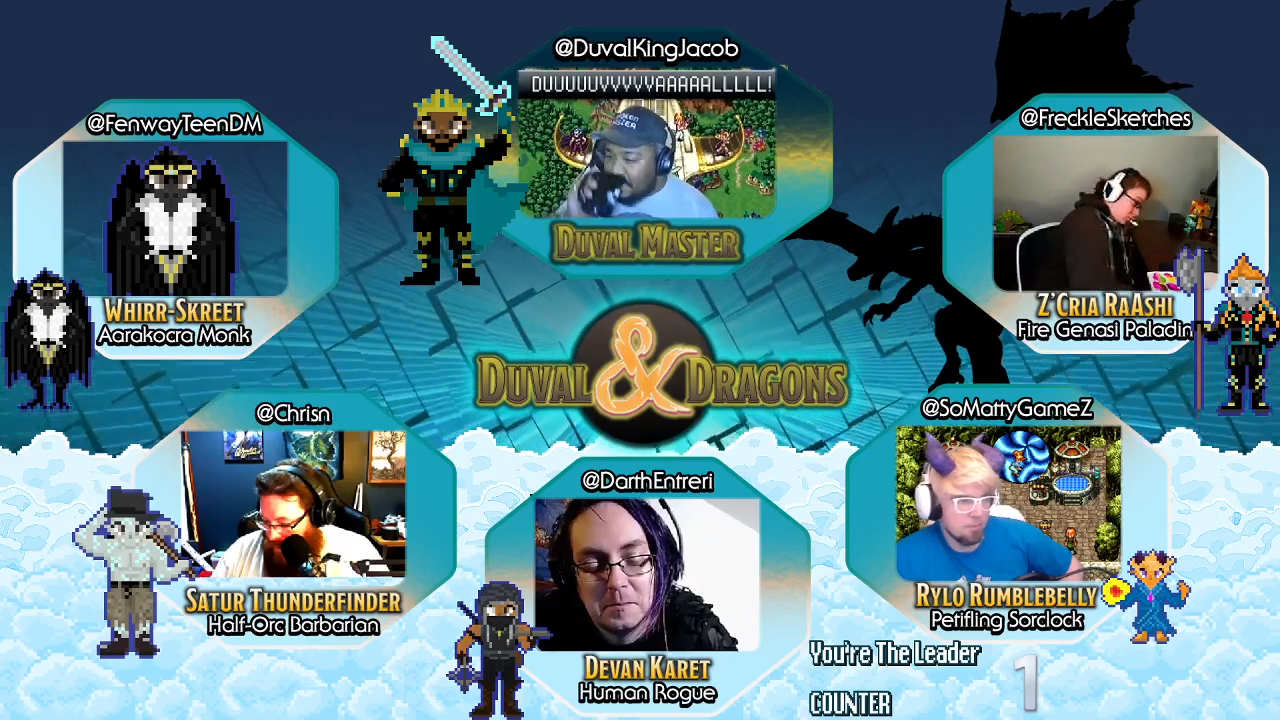 @DuvalKingJacob
DUUUUUVVVVVAAAAALLLLL!
DUVAL MASTER
@FenwayTeenDM
WHIRR-SKREET
Aarakocra Monk
@FreckleSketches
Z'CRIA RAASHI
Fire Genasi Paladin
DUVAL & DRAGONS
@Chrisn
SATUR THUNDERFINDER
Half-Orc Barbarian
@DarthEntreri
DEVAN KARET
Human Rogue
@SoMattyGameZ
RYLO RUMBLEBELLY
Petifling Sorclock
You're The Leader
COUNTER
1